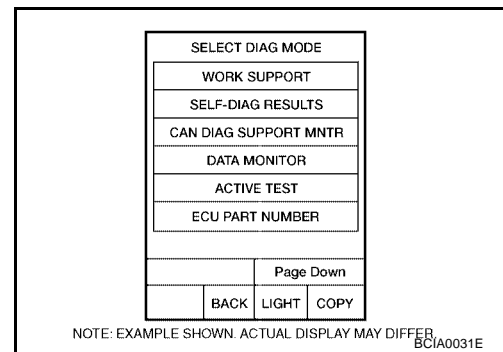 SELECT DIAG MODE
WORK SUPPORT
SELF-DIAG RESULTS
CAN DIAG SUPPORT MNTR
DATA MONITOR
ACTIVE TEST
ECU PART NUMBER
Page Down
BACK LIGHT COPY
NOTE: EXAMPLE SHOWN. ACTUAL DISPLAY MAY DIFFER.
BCIA0031E